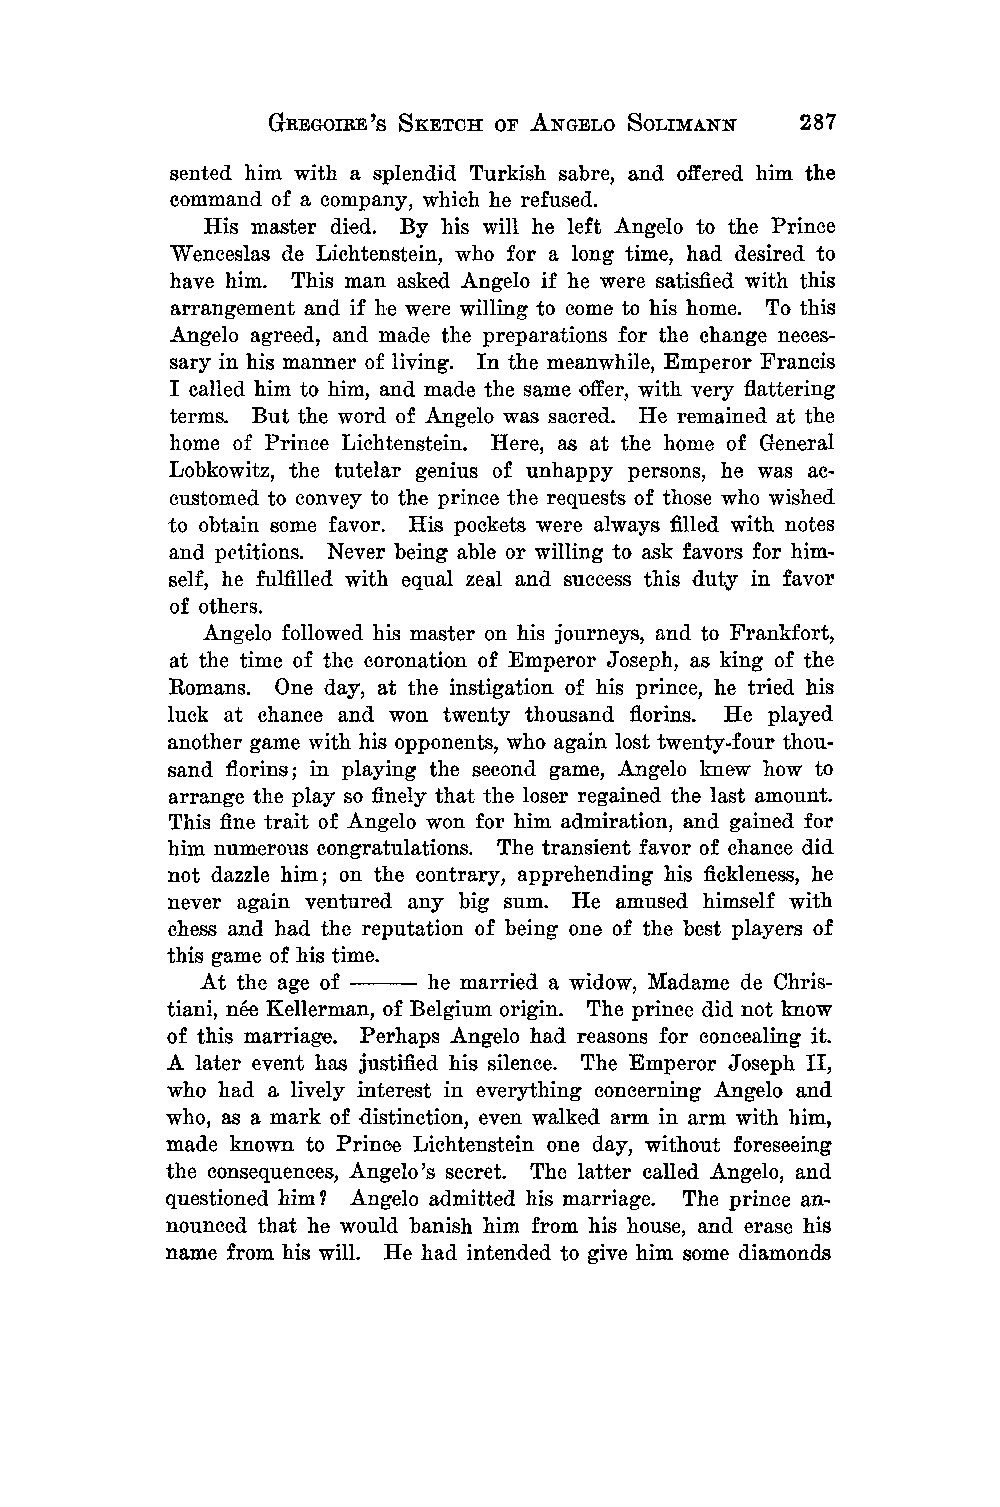 GREGOIRE'S SKETCH OF ANGELO SOLIMANN 287
sented him with a splendid Turkish sabre, and offered him the
command of a company, which he refused.
His master died. By his will he left Angelo to the Prince
Wenceslas de Lichtenstein, who for a long time, had desired to
have him. This man asked Angelo if he were satisfied with this
arrangement and if he were willing to come to his home. To this
Angelo agreed, and made the preparations for the change neces-
sary in his manner of living. In the meanwhile, Emperor Francis
I called him to him, and made the same offer, with very flattering
terms. But the word of Angelo was sacred. He remained at the
home of Prince Lichtenstein. Here, as at the home of General
Lobkowitz, the tutelar genius of unhappy persons, he was ac-
customed to convey to the prince the requests of those who wished
to obtain some favor. His pockets were always filled with notes
and petitions. Never being able or willing to ask favors for him-
self, he fulfilled with equal zeal and success this duty in favor
of others.
Angelo followed his master on his journeys, and to Frankfort,
at the time of the coronation of Emperor Joseph, as king of the
Romans. One day, at the instigation of his prince, he tried his
luck at chance and won twenty thousand florins. He played
another game with his opponents, who again lost twenty-four thou-
sand florins; in playing the second game, Angelo knew how to
arrange the play so finely that the loser regained the last amount.
This fine trait of Angelo won for him admiration, and gained for
him numerous congratulations. The transient favor of chance did
not dazzle him; on the contrary, apprehending his fickleness, he
never again ventured any big sum. He amused himself with
chess and had the reputation of being one of the best players of
this game of his time.
At the age of ——— he married a widow, Madame de Chris-
tiani, née Kellerman, of Belgium origin. The prince did not know
of this marriage. Perhaps Angelo had reasons for concealing it.
A later event has justified his silence. The Emperor Joseph II,
who had a lively interest in everything concerning Angelo and
who, as a mark of distinction, even walked arm in arm with him,
made known to Prince Lichtenstein one day, without foreseeing
the consequences, Angelo's secret. The latter called Angelo, and
questioned him? Angelo admitted his marriage. The prince an-
nounced that he would banish him from his house, and erase his
name from his will. He had intended to give him some diamonds